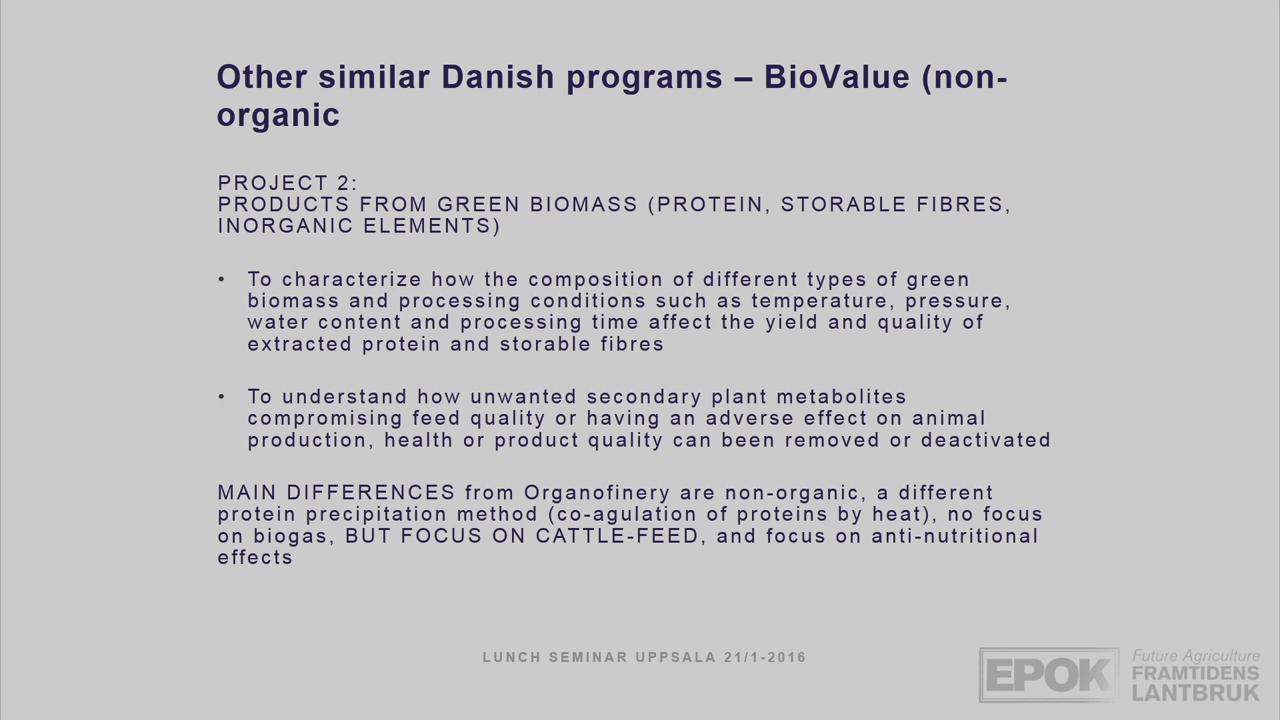 Other similar Danish programs – BioValue (non-
organic
PROJECT 2:
PRODUCTS FROM GREEN BIOMASS (PROTEIN, STORABLE FIBRES,
INORGANIC ELEMENTS)
• To characterize how the composition of different types of green
biomass and processing conditions such as temperature, pressure,
water content and processing time affect the yield and quality of
extracted protein and storable fibres
• To understand how unwanted secondary plant metabolites
compromising feed quality or having an adverse effect on animal
production, health or product quality can been removed or deactivated
MAIN DIFFERENCES from Organofinery are non-organic, a different
protein precipitation method (co-agulation of proteins by heat), no focus
on biogas, BUT FOCUS ON CATTLE-FEED, and focus on anti-nutritional
effects
LUNCH SEMINAR UPPSALA 21/1-2016
EPOK
Future Agriculture
FRAMTIDENS
LANTBRUK